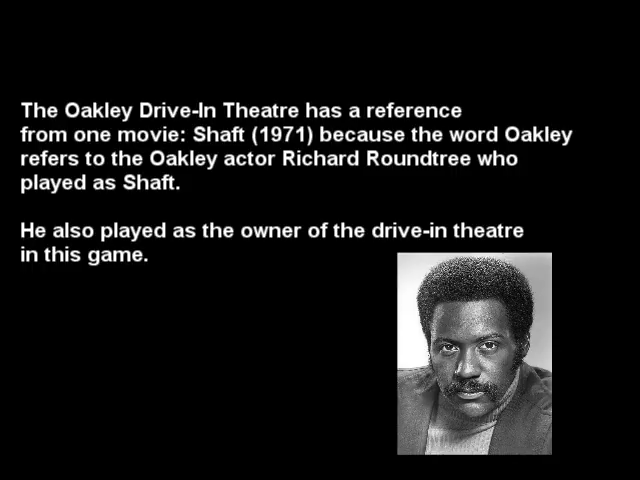 The Oakley Drive-In Theatre has a reference
from one movie: Shaft (1971) because the word Oakley
refers to the Oakley actor Richard Roundtree who
played as Shaft.
He also played as the owner of the drive-in theatre
in this game.